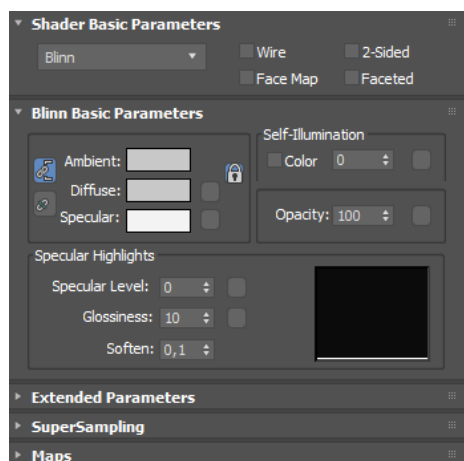 Shader Basic Parameters
Blinn
Wire
2-Sided
Face Map
Faceted
Blinn Basic Parameters
Self-Illumination
Ambient:
Color 0
Diffuse:
Specular:
Opacity: 100
Specular Highlights
Specular Level: 0
Glossiness: 10
Soften: 0,1
Extended Parameters
SuperSampling
Maps